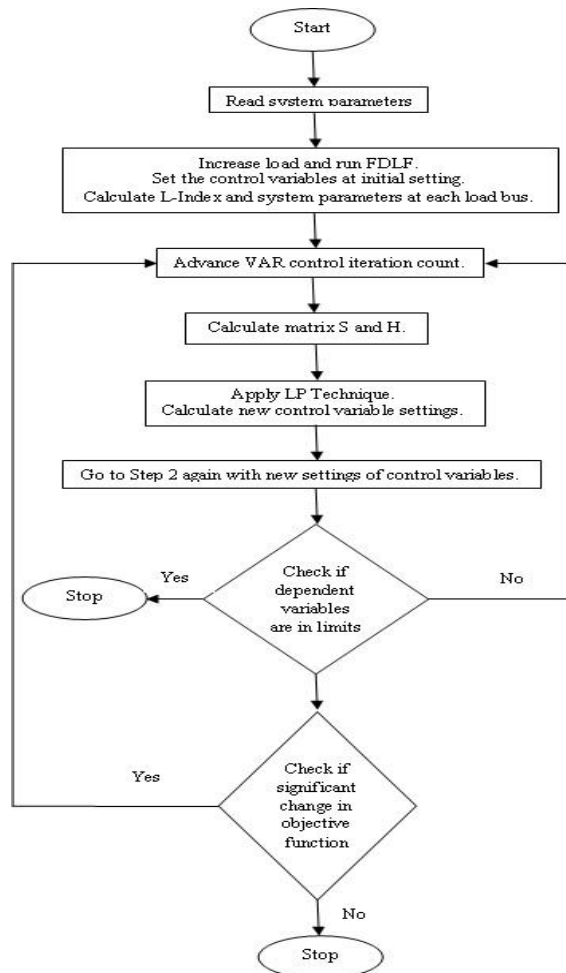 Start
Read system parameters
Increase load and run FDLF.
Set the control variables at initial setting.
Calculate L-Index and system parameters at each load bus.
Advance VAR control iteration count.
Calculate matrix S and H.
Apply LP Technique.
Calculate new control variable settings.
Go to Step 2 again with new settings of control variables.
Yes
No
Stop
Check if
dependent
variables
are in limits
Yes
Check if
significant
change in
objective
function
No
Stop